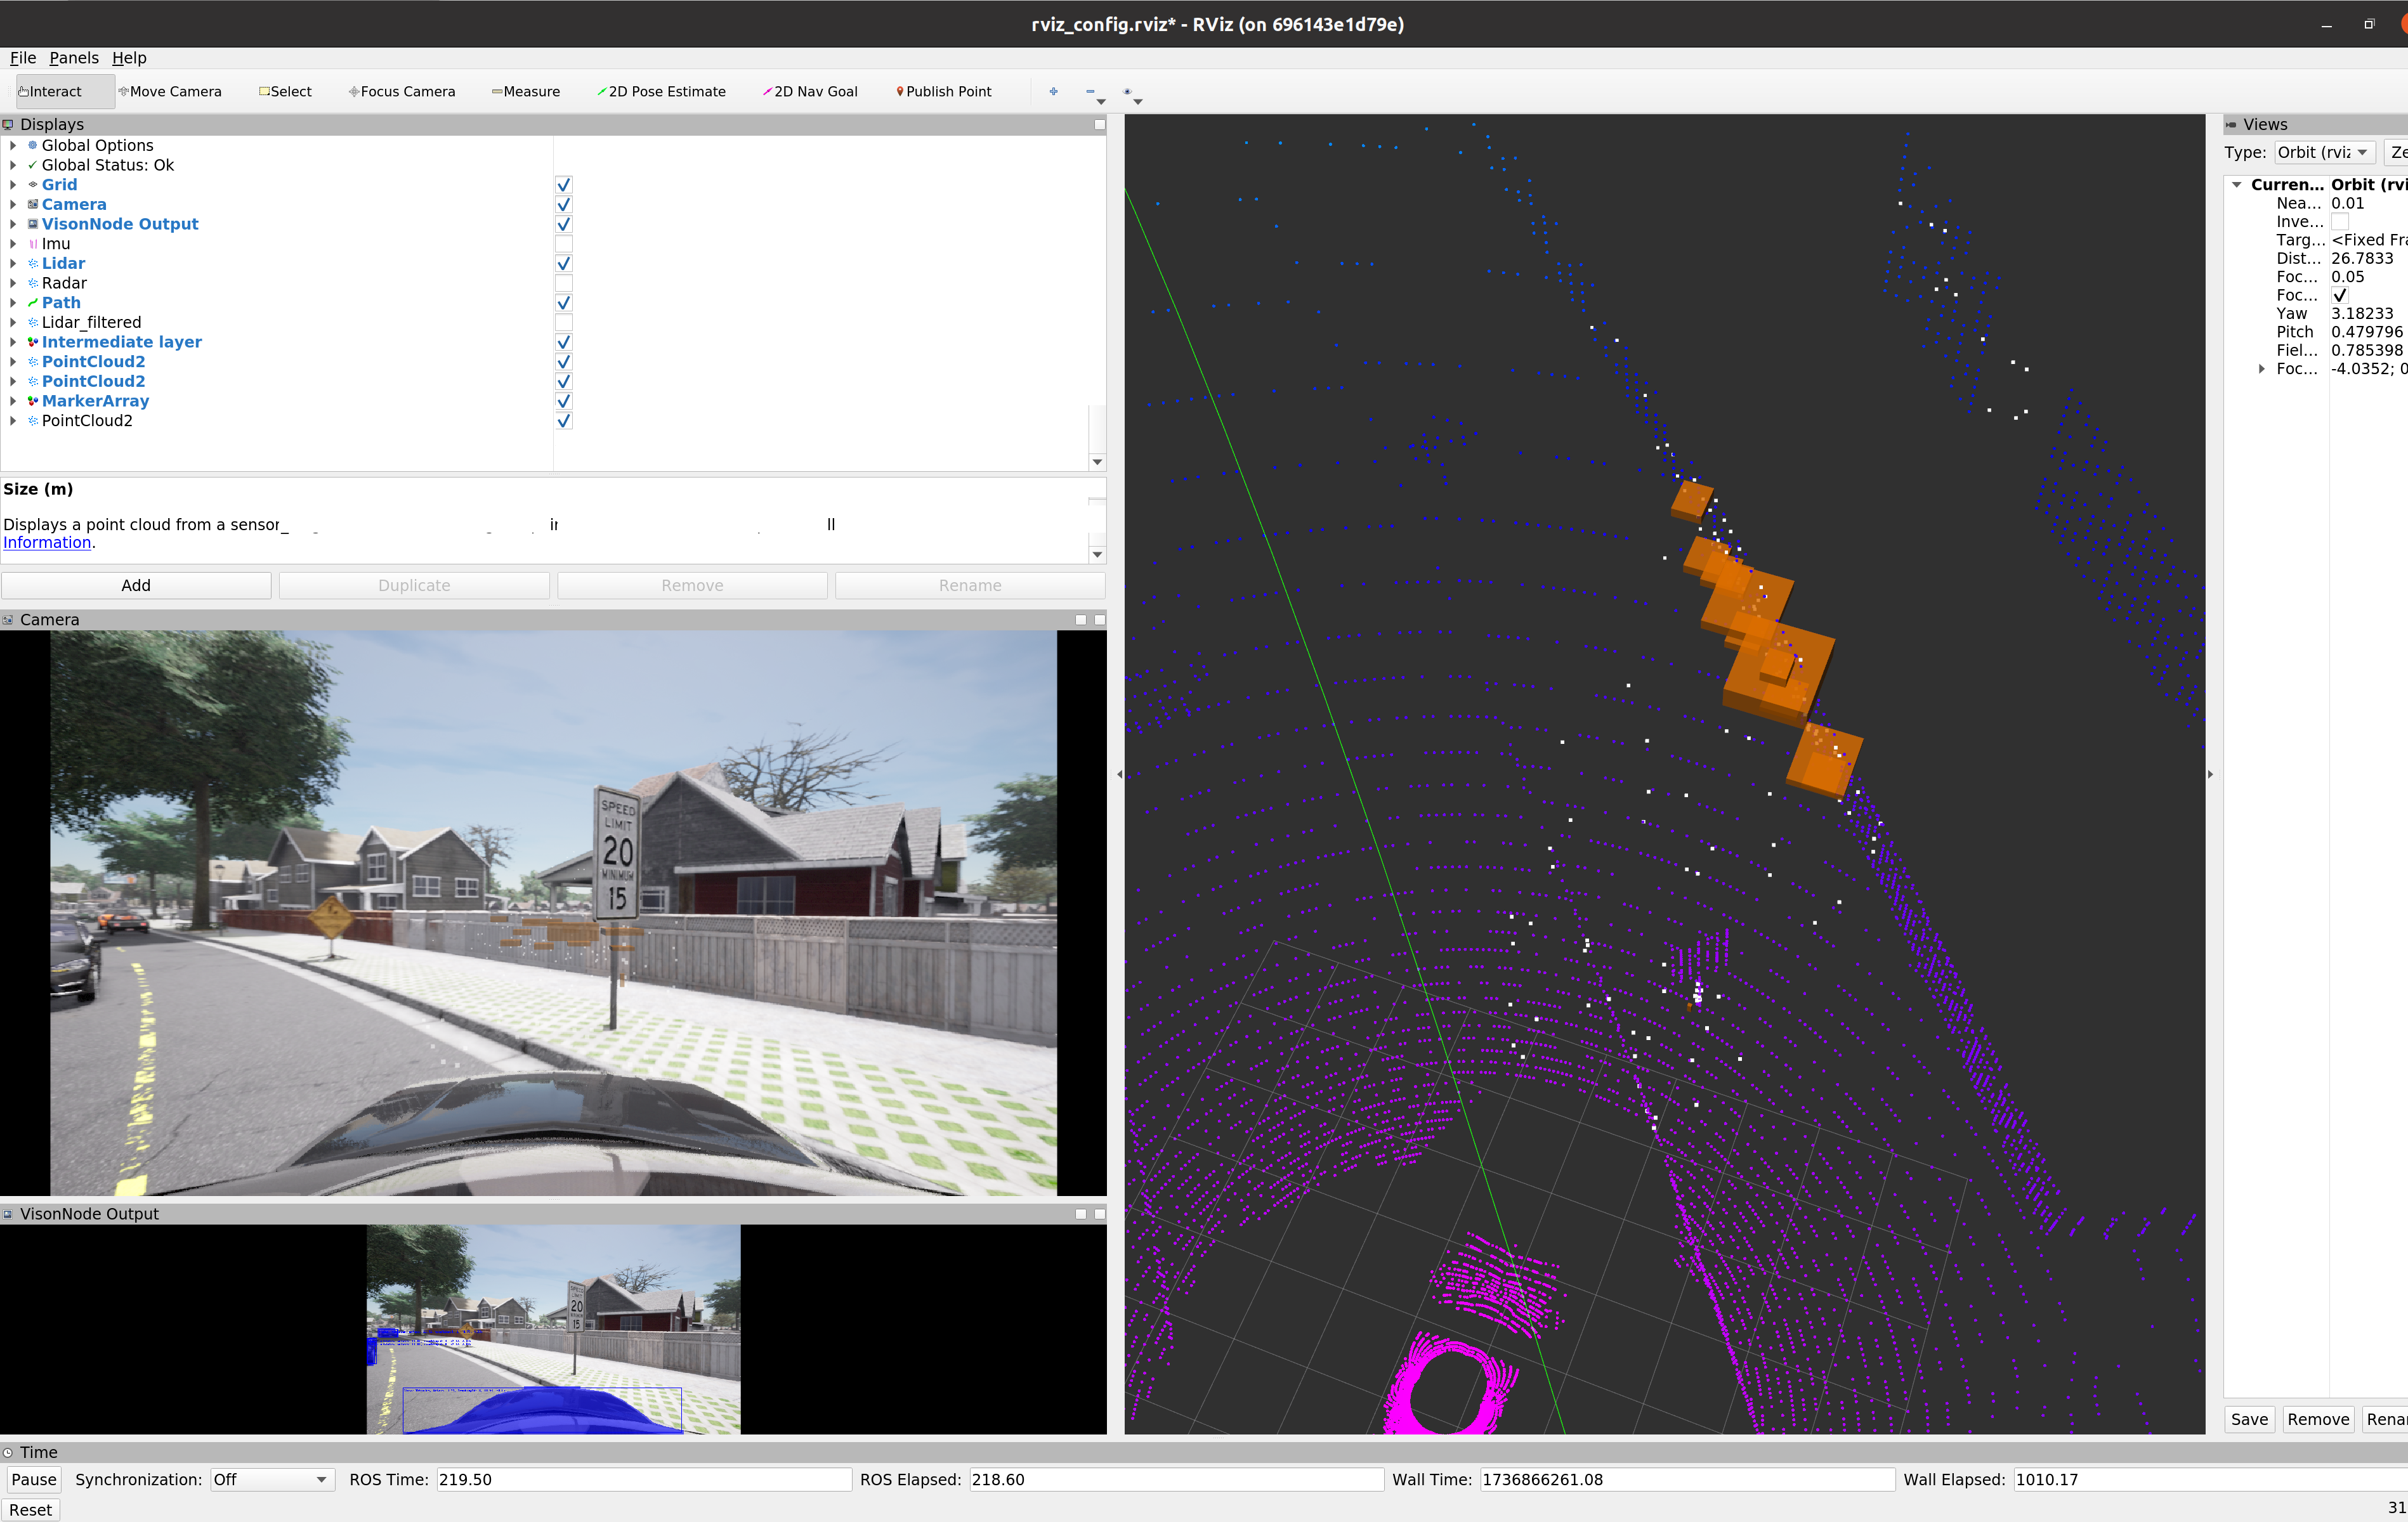 rviz_config.rviz* - RViz (on 696143e1d79e)
File Panels Help
Interact Move Camera Select Focus Camera Measure 2D Pose Estimate 2D Nav Goal Publish Point
Displays
Global Options
Global Status: Ok
Grid
Camera
VisonNode Output
Imu
Lidar
Radar
Path
Lidar_filtered
Intermediate layer
PointCloud2
PointCloud2
MarkerArray
PointCloud2
Size (m)
Displays a point cloud from a sensor
Information.
Add Duplicate Remove Rename
Camera
SPEED
LIMIT
20
MINIMUM
15
VisonNode Output
SPEED
LIMIT
20
MINIMUM
15
Views
Type: Orbit (rviz Ze
Curren... Orbit (rvi
Nea... 0.01
Inve...
Targ... <Fixed Fra
Dist... 26.7833
Foc... 0.05
Foc...
Yaw 3.18233
Pitch 0.479796
Fiel... 0.785398
Foc... -4.0352; 0
Save Remove Renar
Time
Pause Synchronization: Off ROS Time: 219.50 ROS Elapsed: 218.60 Wall Time: 1736866261.08 Wall Elapsed: 1010.17
Reset 31